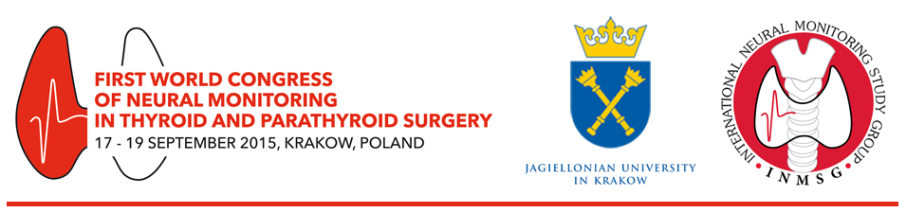 FIRST WORLD CONGRESS
OF NEURAL MONITORING
IN THYROID AND PARATHYROID SURGERY
17 - 19 SEPTEMBER 2015, KRAKOW, POLAND
JAGIELLONIAN UNIVERSITY
IN KRAKOW
INTERNATIONAL NEURAL MONITORING STUDY GROUP
• INMSG •